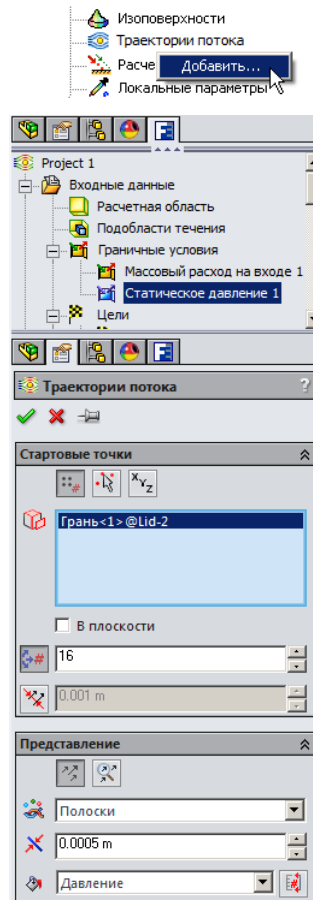 Изоповерхности
Траектории потока
Расче Добавить...
Локальные параметры
Project 1
Входные данные
Расчетная область
Подобласти течения
Граничные условия
Массовый расход на входе 1
Статическое давление 1
Цели
Траектории потока ?
Стартовые точки
X Y Z
Грань<1>@Lid-2
В плоскости
16
0.001 m
Представление
Полоски
0.0005 m
Давление